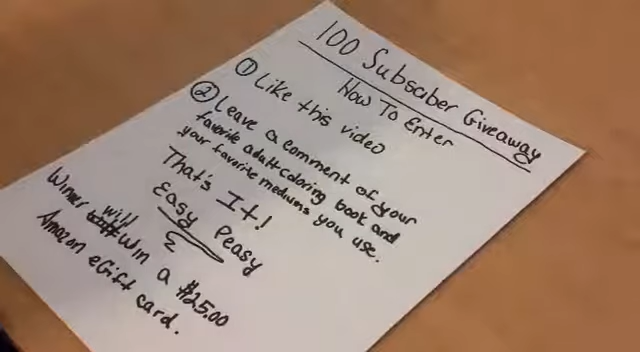 100 Subsciber Giveaway
How To Enter
① Like this video
② Leave a comment of your
favorite adult coloring book and
your favorite mediums you use.
That's It!
Easy Peasy
Winner will win a $25.00
Amazon eGift card.